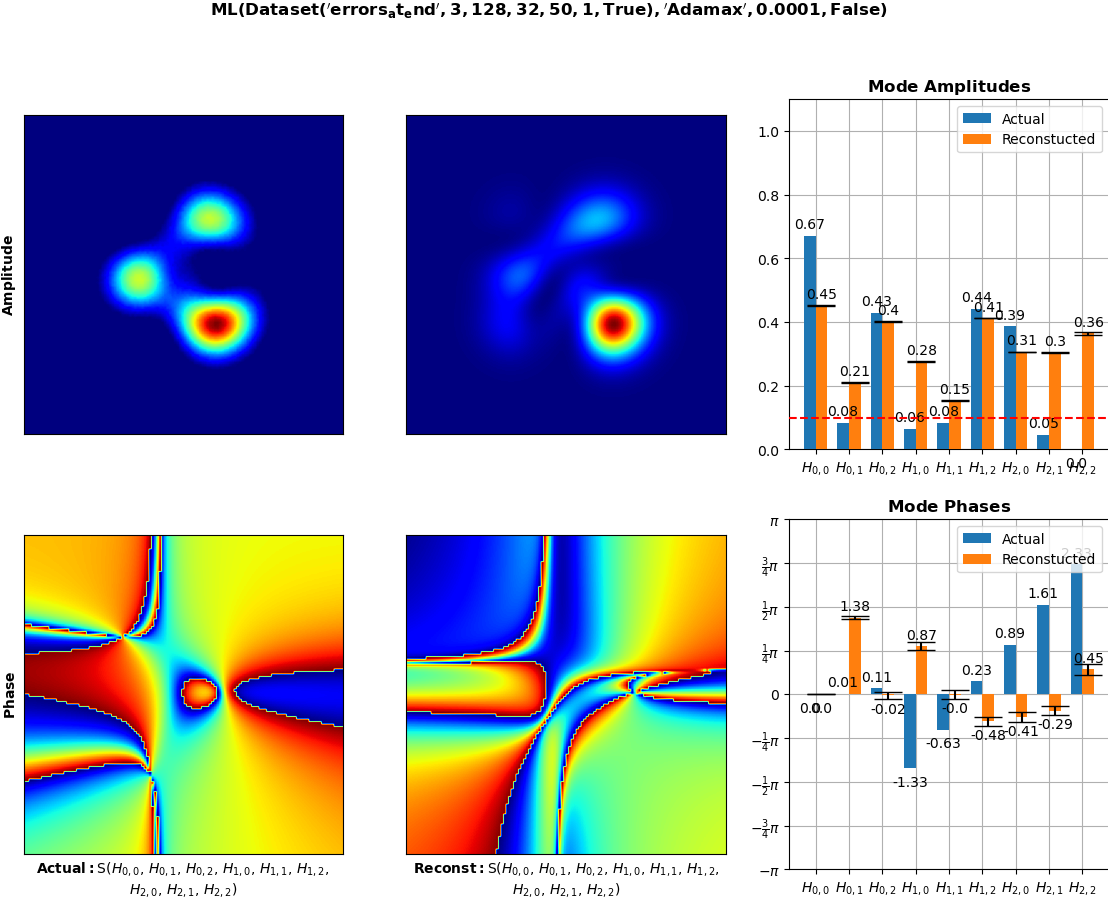 ML(Dataset('errors_at_end', 3, 128, 32, 50, 1, True), 'Adamax', 0.0001, False)
Amplitude
Mode Amplitudes
Actual
Reconstucted
1.0
0.8
0.6
0.4
0.2
0.0
0.67
0.45
0.08
0.21
0.43
0.4
0.06
0.28
0.08
0.15
0.44
0.41
0.39
0.31
0.05
0.3
0.0
0.36
H0,0 H0,1 H0,2 H1,0 H1,1 H1,2 H2,0 H2,1 H2,2
Phase
Mode Phases
Actual
Reconstucted
π
3/4π
1/2π
1/4π
0
−1/4π
−1/2π
−3/4π
−π
0.0
0.0
0.01
1.38
0.11
-0.02
-1.33
0.87
-0.63
-0.0
0.23
-0.48
0.89
-0.41
1.61
-0.29
2.33
0.45
H0,0 H0,1 H0,2 H1,0 H1,1 H1,2 H2,0 H2,1 H2,2
Actual: S(H0,0, H0,1, H0,2, H1,0, H1,1, H1,2,
H2,0, H2,1, H2,2)
Reconst: S(H0,0, H0,1, H0,2, H1,0, H1,1, H1,2,
H2,0, H2,1, H2,2)